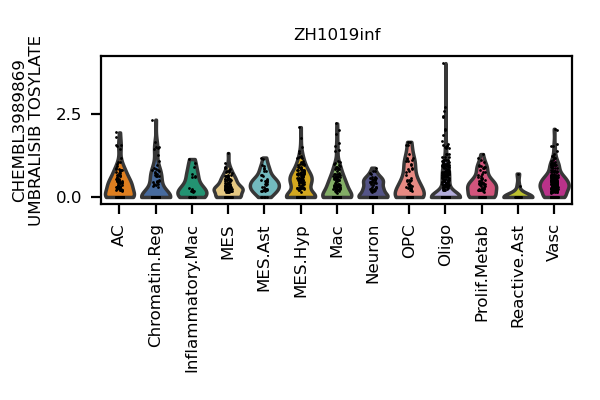 ZH1019inf
CHEMBL3989869
UMBRALISIB TOSYLATE
2.5
0.0
AC
Chromatin.Reg
Inflammatory.Mac
MES
MES.Ast
MES.Hyp
Mac
Neuron
OPC
Oligo
Prolif.Metab
Reactive.Ast
Vasc